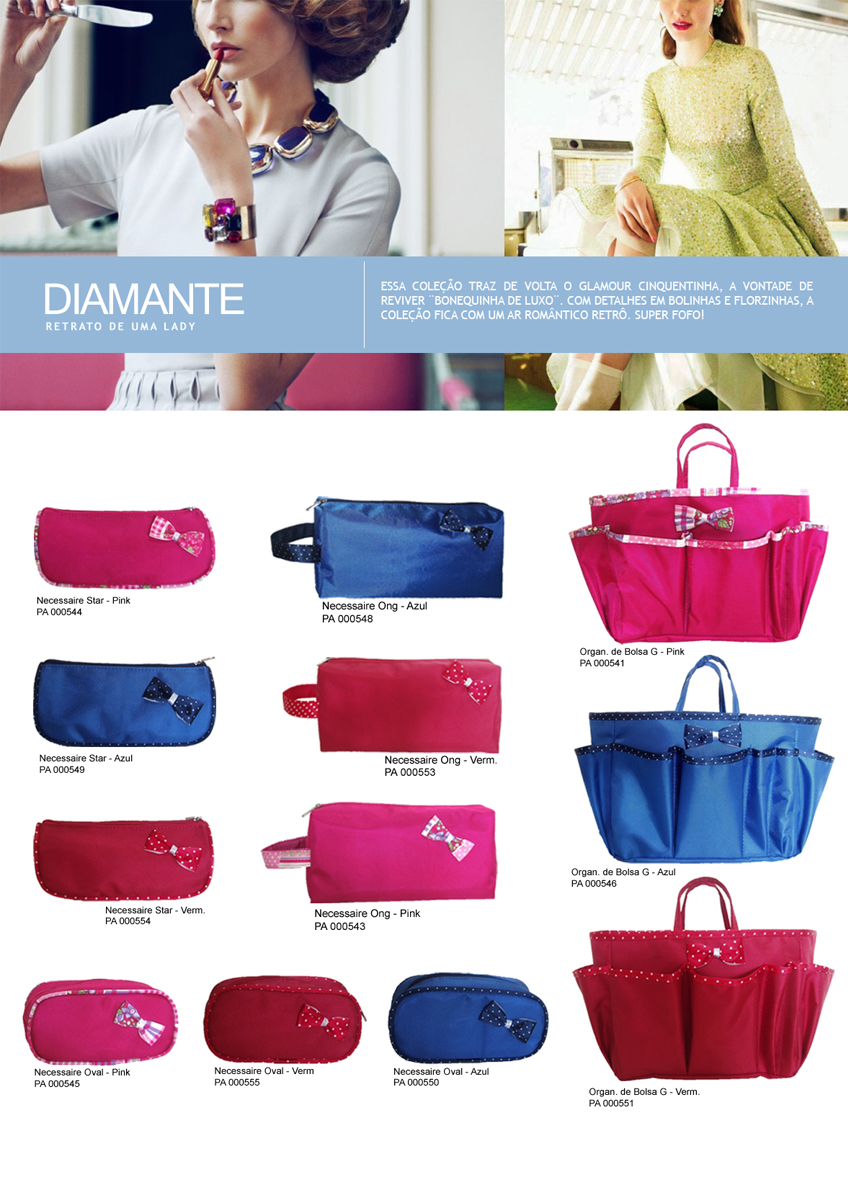 DIAMANTE
RETRATO DE UMA LADY
ESSA COLEÇÃO TRAZ DE VOLTA O GLAMOUR CINQUENTINHA, A VONTADE DE
REVIVER ¨BONEQUINHA DE LUXO¨. COM DETALHES EM BOLINHAS E FLORZINHAS, A
COLEÇÃO FICA COM UM AR ROMÂNTICO RETRÔ. SUPER FOFO!
Necessaire Star - Pink
PA 000544
Necessaire Ong - Azul
PA 000548
Organ. de Bolsa G - Pink
PA 000541
Necessaire Star - Azul
PA 000549
Necessaire Ong - Verm.
PA 000553
Organ. de Bolsa G - Azul
PA 000546
Necessaire Star - Verm.
PA 000554
Necessaire Ong - Pink
PA 000543
Necessaire Oval - Pink
PA 000545
Necessaire Oval - Verm
PA 000555
Necessaire Oval - Azul
PA 000550
Organ. de Bolsa G - Verm.
PA 000551